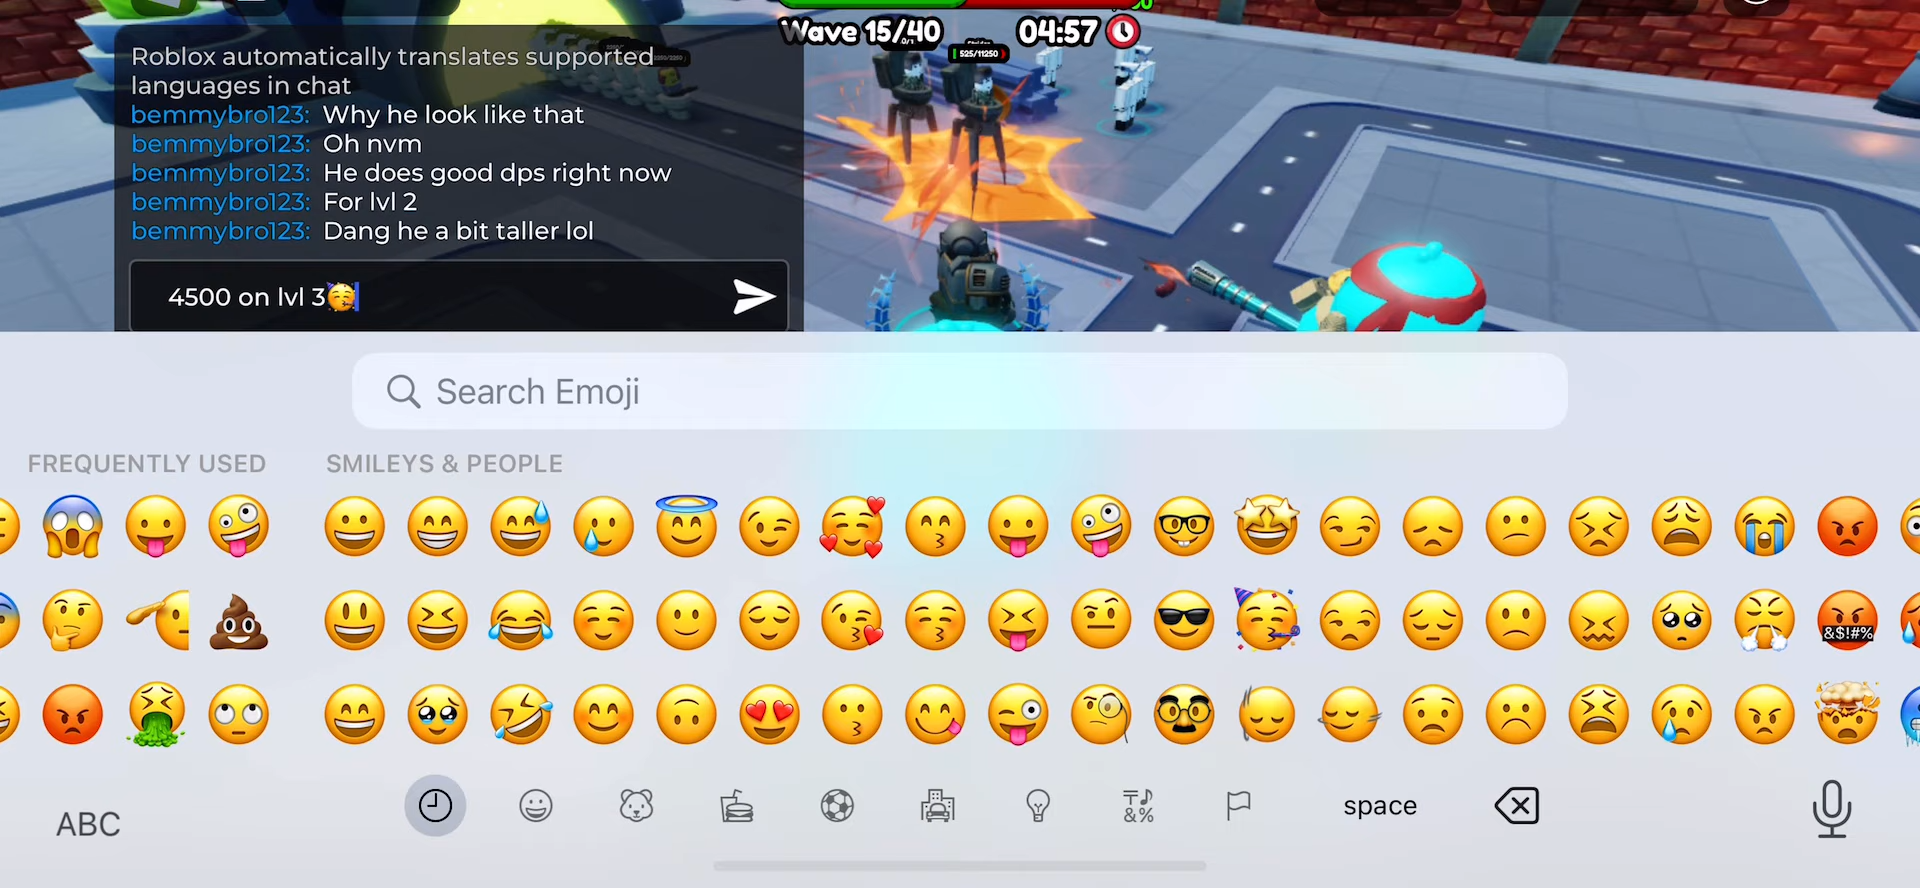 Wave 15/40 04:57
525/11250
Roblox automatically translates supported
languages in chat
bemmybro123: Why he look like that
bemmybro123: Oh nvm
bemmybro123: He does good dps right now
bemmybro123: For lvl 2
bemmybro123: Dang he a bit taller lol
4500 on lvl 3🥳
Search Emoji
FREQUENTLY USED
SMILEYS & PEOPLE
&$!#%
ABC
space